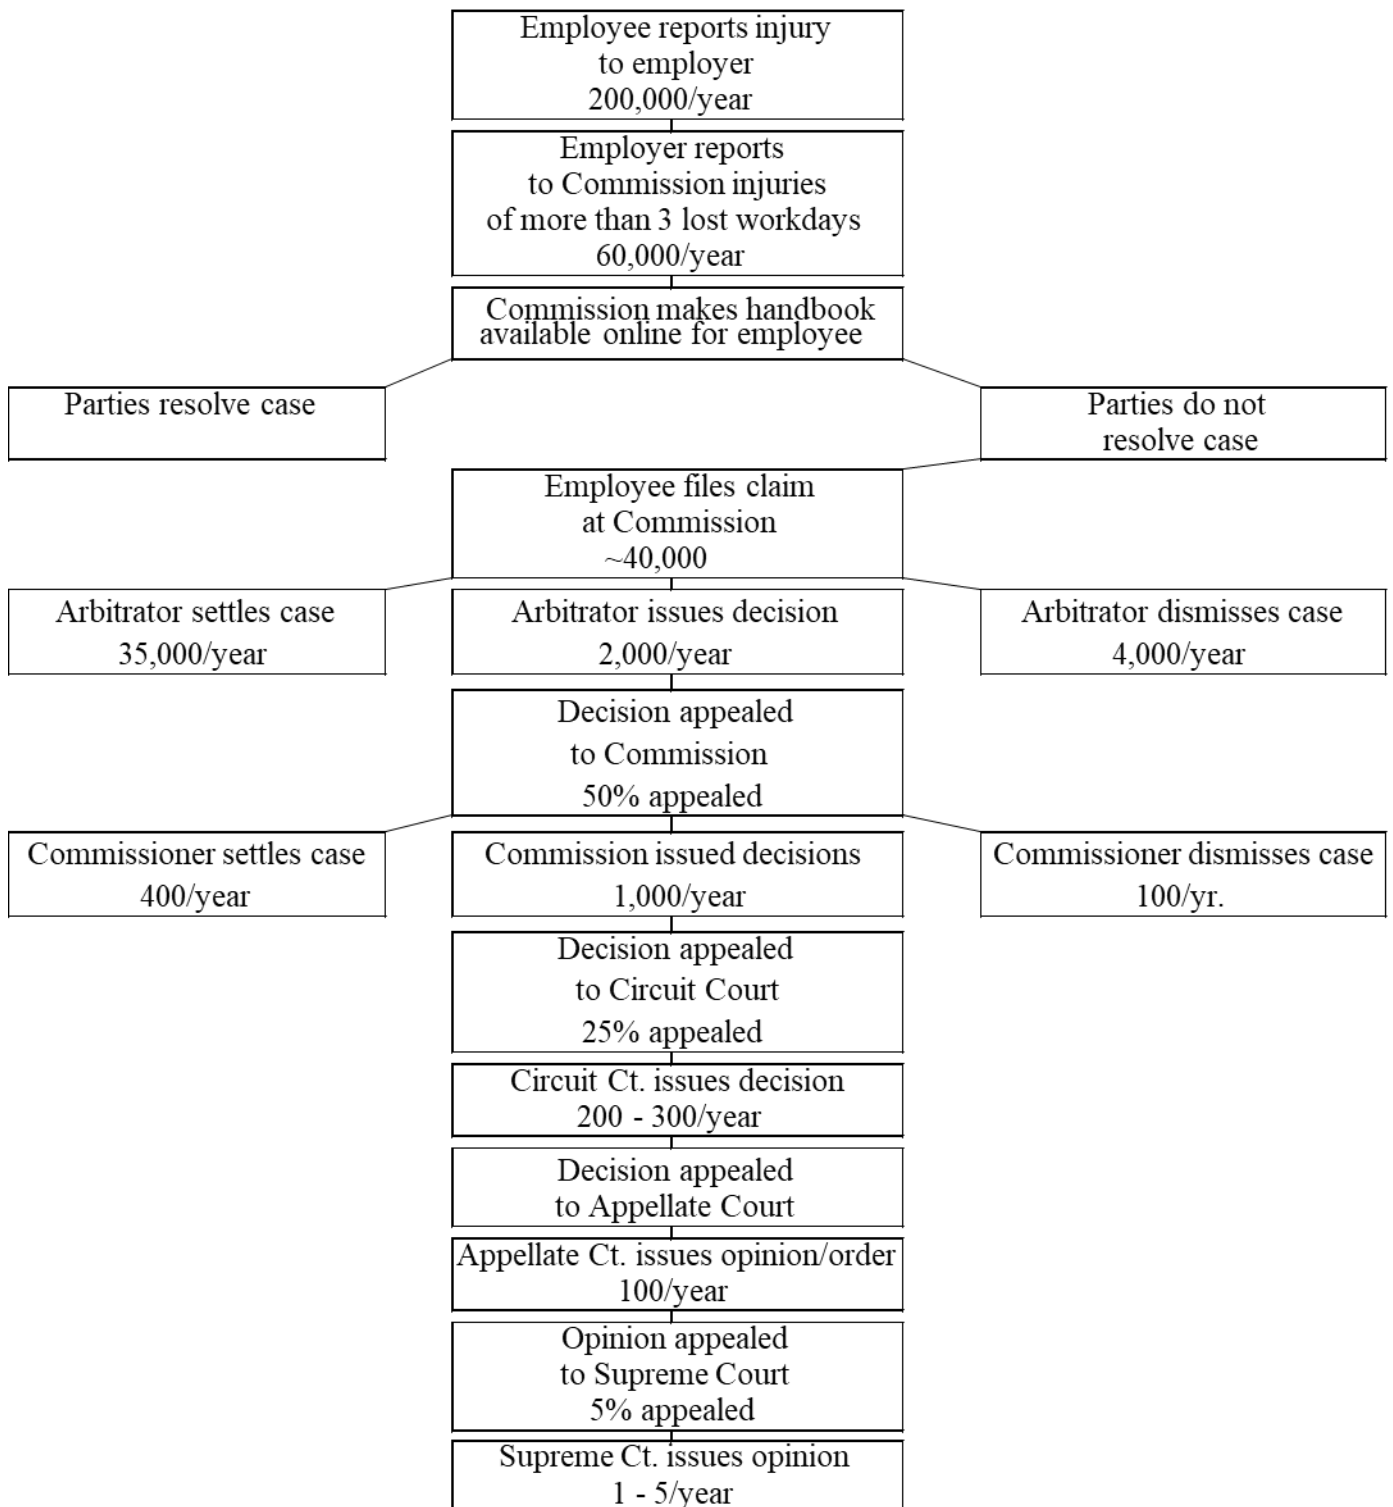 Employee reports injury
to employer
200,000/year
Employer reports
to Commission injuries
of more than 3 lost workdays
60,000/year
Commission makes handbook
available online for employee
Parties resolve case
Parties do not
resolve case
Employee files claim
at Commission
~40,000
Arbitrator settles case
35,000/year
Arbitrator issues decision
2,000/year
Arbitrator dismisses case
4,000/year
Decision appealed
to Commission
50% appealed
Commissioner settles case
400/year
Commission issued decisions
1,000/year
Commissioner dismisses case
100/yr.
Decision appealed
to Circuit Court
25% appealed
Circuit Ct. issues decision
200 - 300/year
Decision appealed
to Appellate Court
Appellate Ct. issues opinion/order
100/year
Opinion appealed
to Supreme Court
5% appealed
Supreme Ct. issues opinion
1 - 5/year